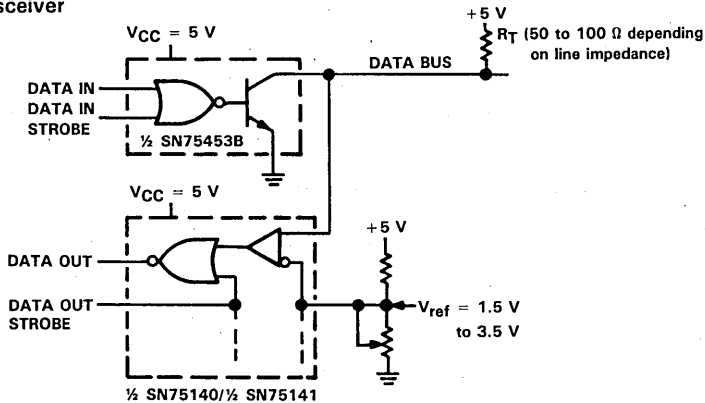 sceiver
VCC = 5 V
+5 V
RT (50 to 100 Ω depending
on line impedance)
DATA BUS
DATA IN
DATA IN
STROBE
½ SN75453B
VCC = 5 V
+5 V
DATA OUT
DATA OUT
STROBE
Vref = 1.5 V
to 3.5 V
½ SN75140/½ SN75141